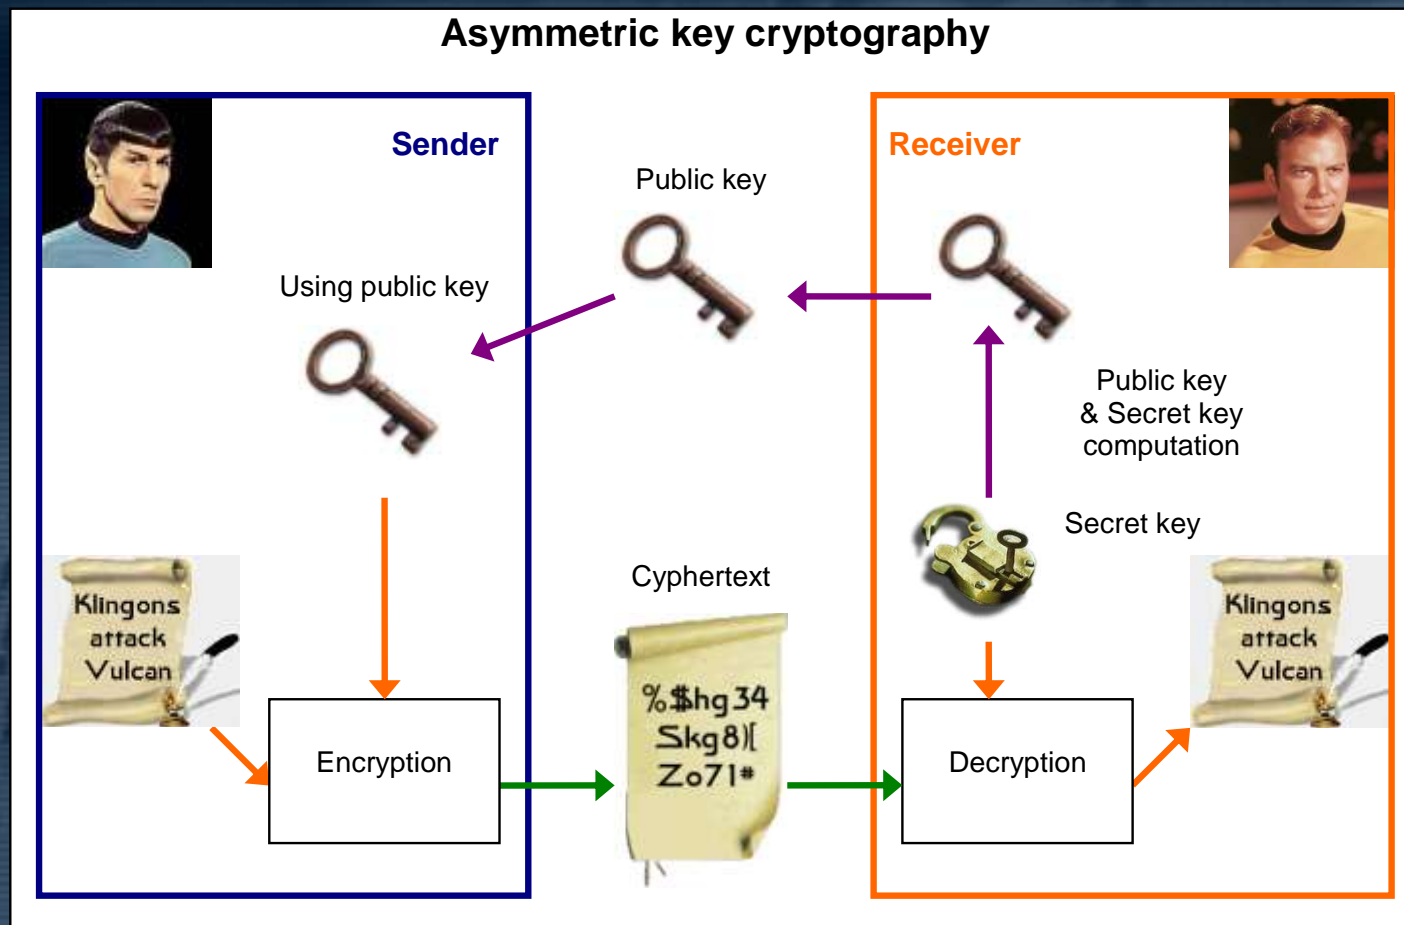 Asymmetric key cryptography
Sender
Receiver
Public key
Using public key
Public key
& Secret key
computation
Secret key
Cyphertext
Klingons
attack
Vulcan
%$hg34
Skg8)[
Zo71#
Klingons
attack
Vulcan
Encryption
Decryption